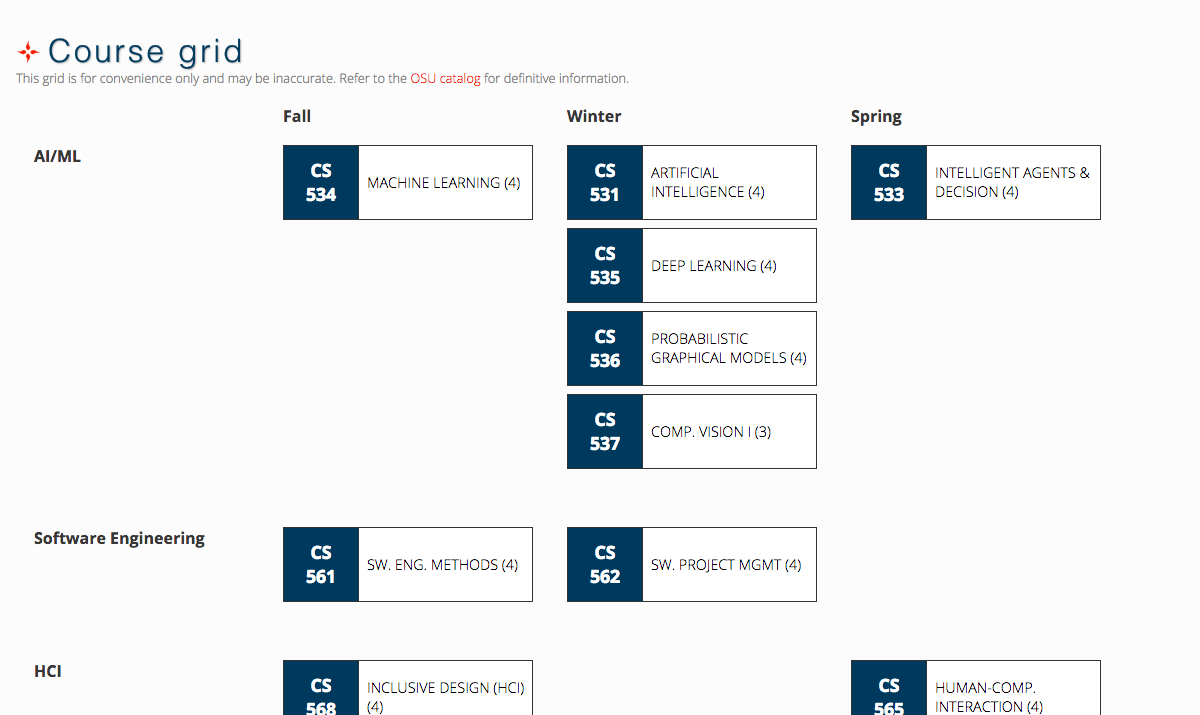 Course grid
This grid is for convenience only and may be inaccurate. Refer to the OSU catalog for definitive information.
Fall Winter Spring
AI/ML
CS
534
MACHINE LEARNING (4)
CS
531
ARTIFICIAL
INTELLIGENCE (4)
CS
533
INTELLIGENT AGENTS &
DECISION (4)
CS
535
DEEP LEARNING (4)
CS
536
PROBABILISTIC
GRAPHICAL MODELS (4)
CS
537
COMP. VISION I (3)
Software Engineering
CS
561
SW. ENG. METHODS (4)
CS
562
SW. PROJECT MGMT (4)
HCI
CS
568
INCLUSIVE DESIGN (HCI)
(4)
CS
565
HUMAN-COMP.
INTERACTION (4)